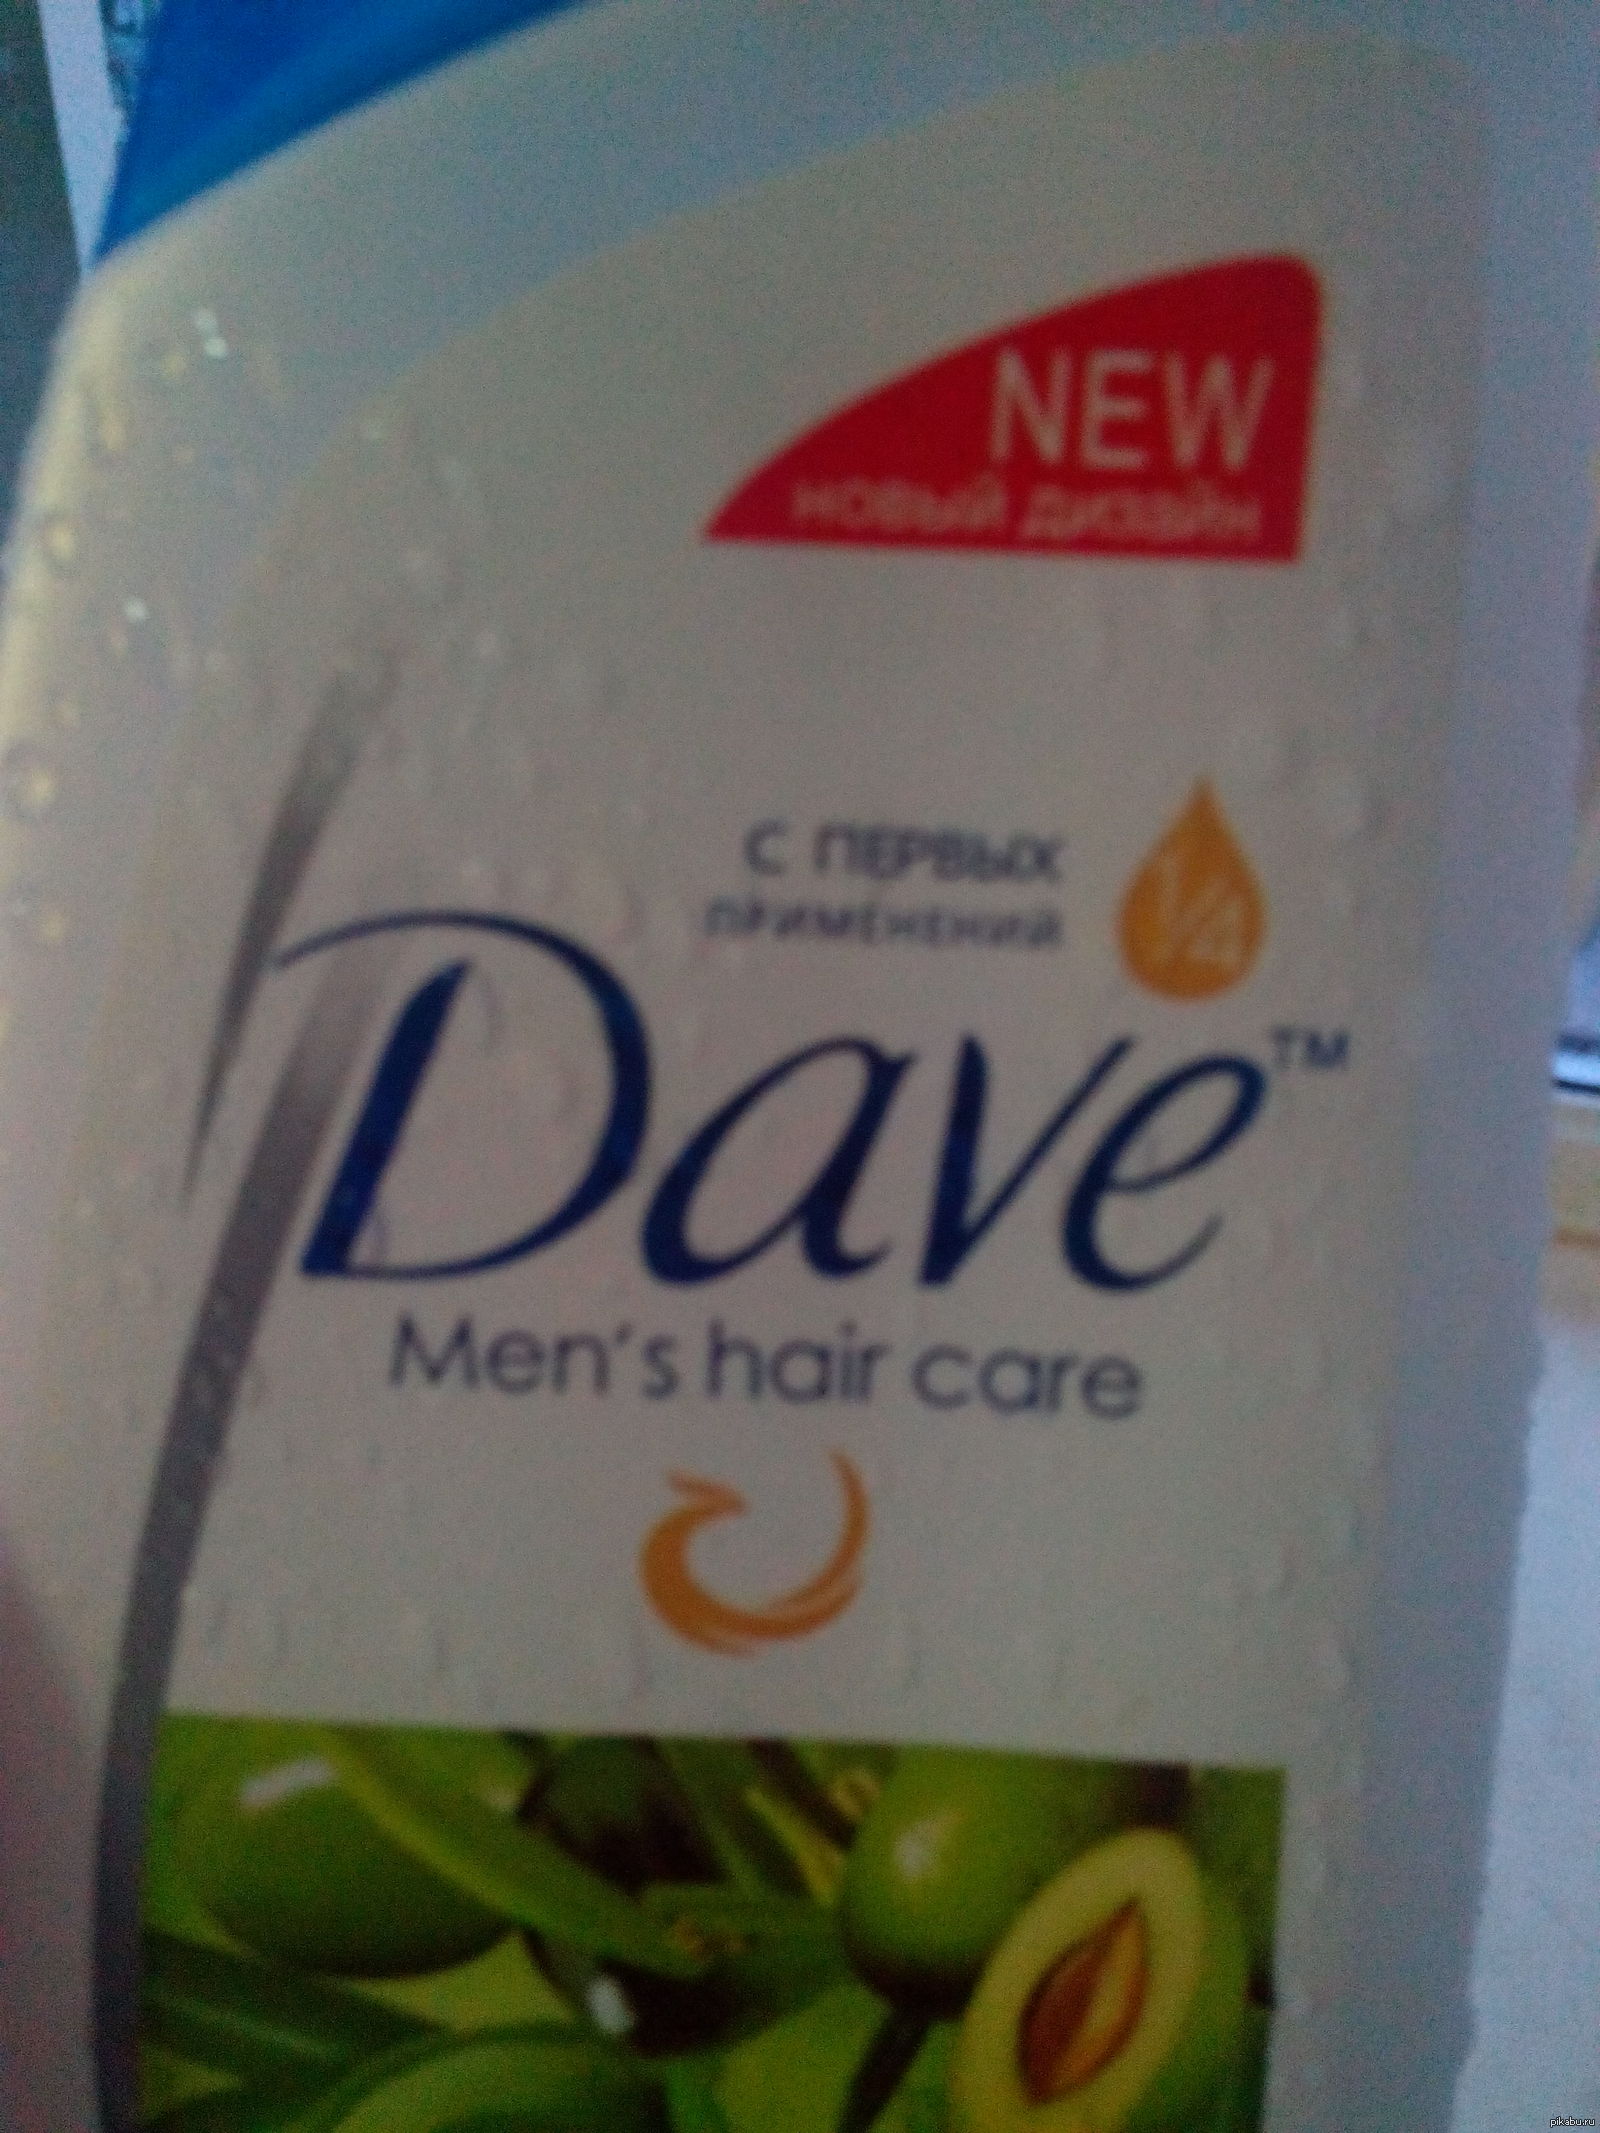 NEW
НОВЫЙ ДИЗАЙН
С ПЕРВЫХ
ПРИМЕНЕНИЙ
1/4
Dave™
Men's hair care
pikabu.ru